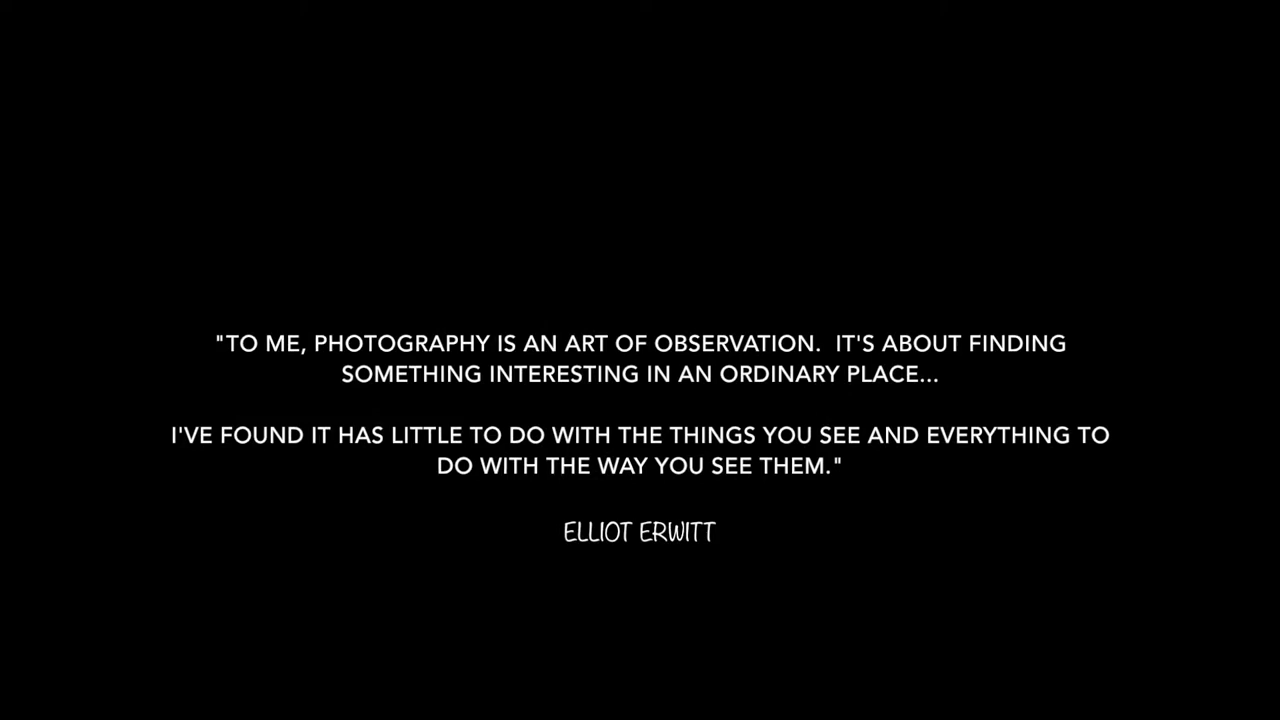 "TO ME, PHOTOGRAPHY IS AN ART OF OBSERVATION.  IT'S ABOUT FINDING
SOMETHING INTERESTING IN AN ORDINARY PLACE...
I'VE FOUND IT HAS LITTLE TO DO WITH THE THINGS YOU SEE AND EVERYTHING TO
DO WITH THE WAY YOU SEE THEM."
ELLIOT ERWITT